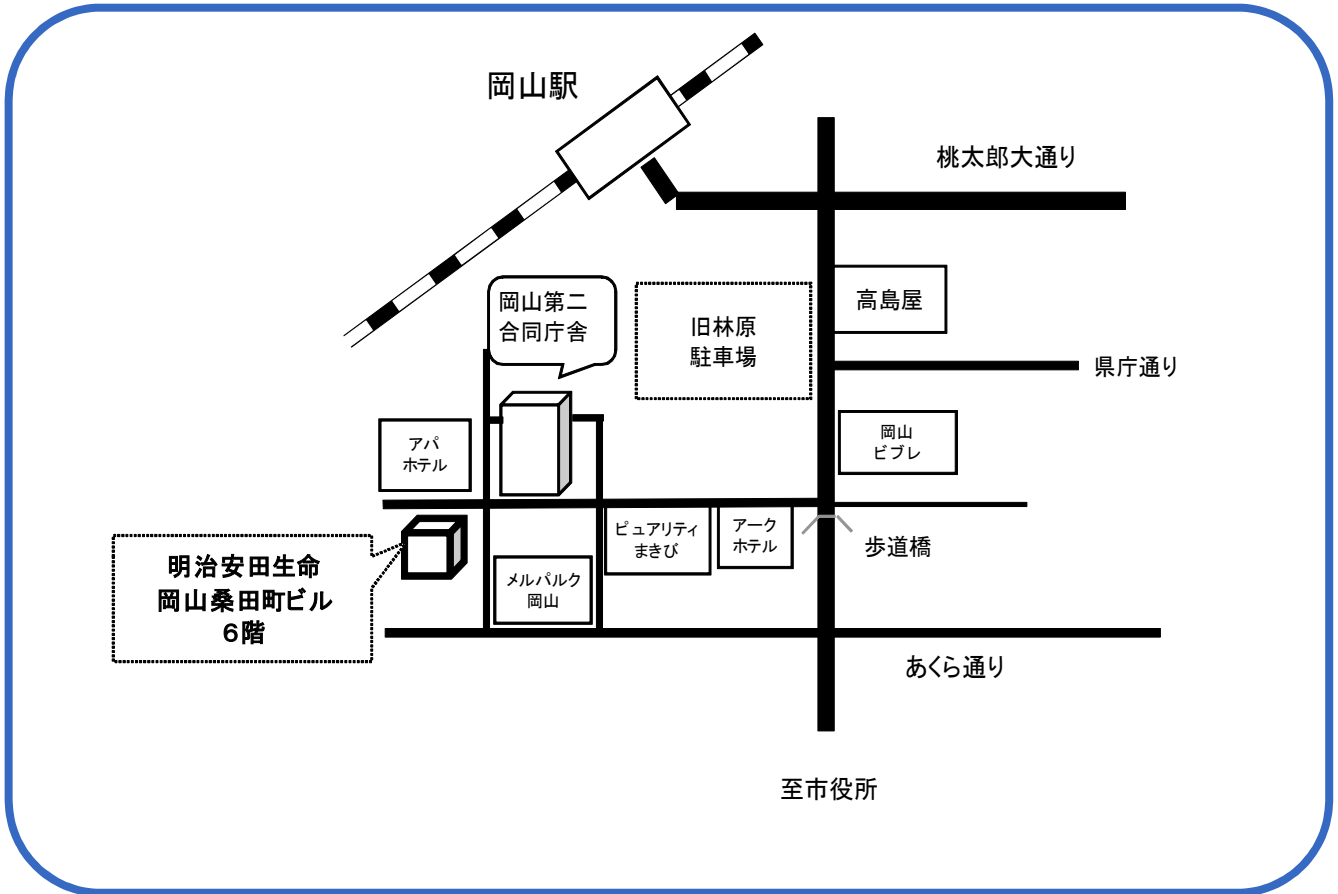 岡山駅
桃太郎大通り
岡山第二
合同庁舎
旧林原
駐車場
高島屋
県庁通り
アパ
ホテル
岡山
ビブレ
ピュアリティ
まきび
アーク
ホテル
歩道橋
明治安田生命
岡山桑田町ビル
６階
メルパルク
岡山
あくら通り
至市役所